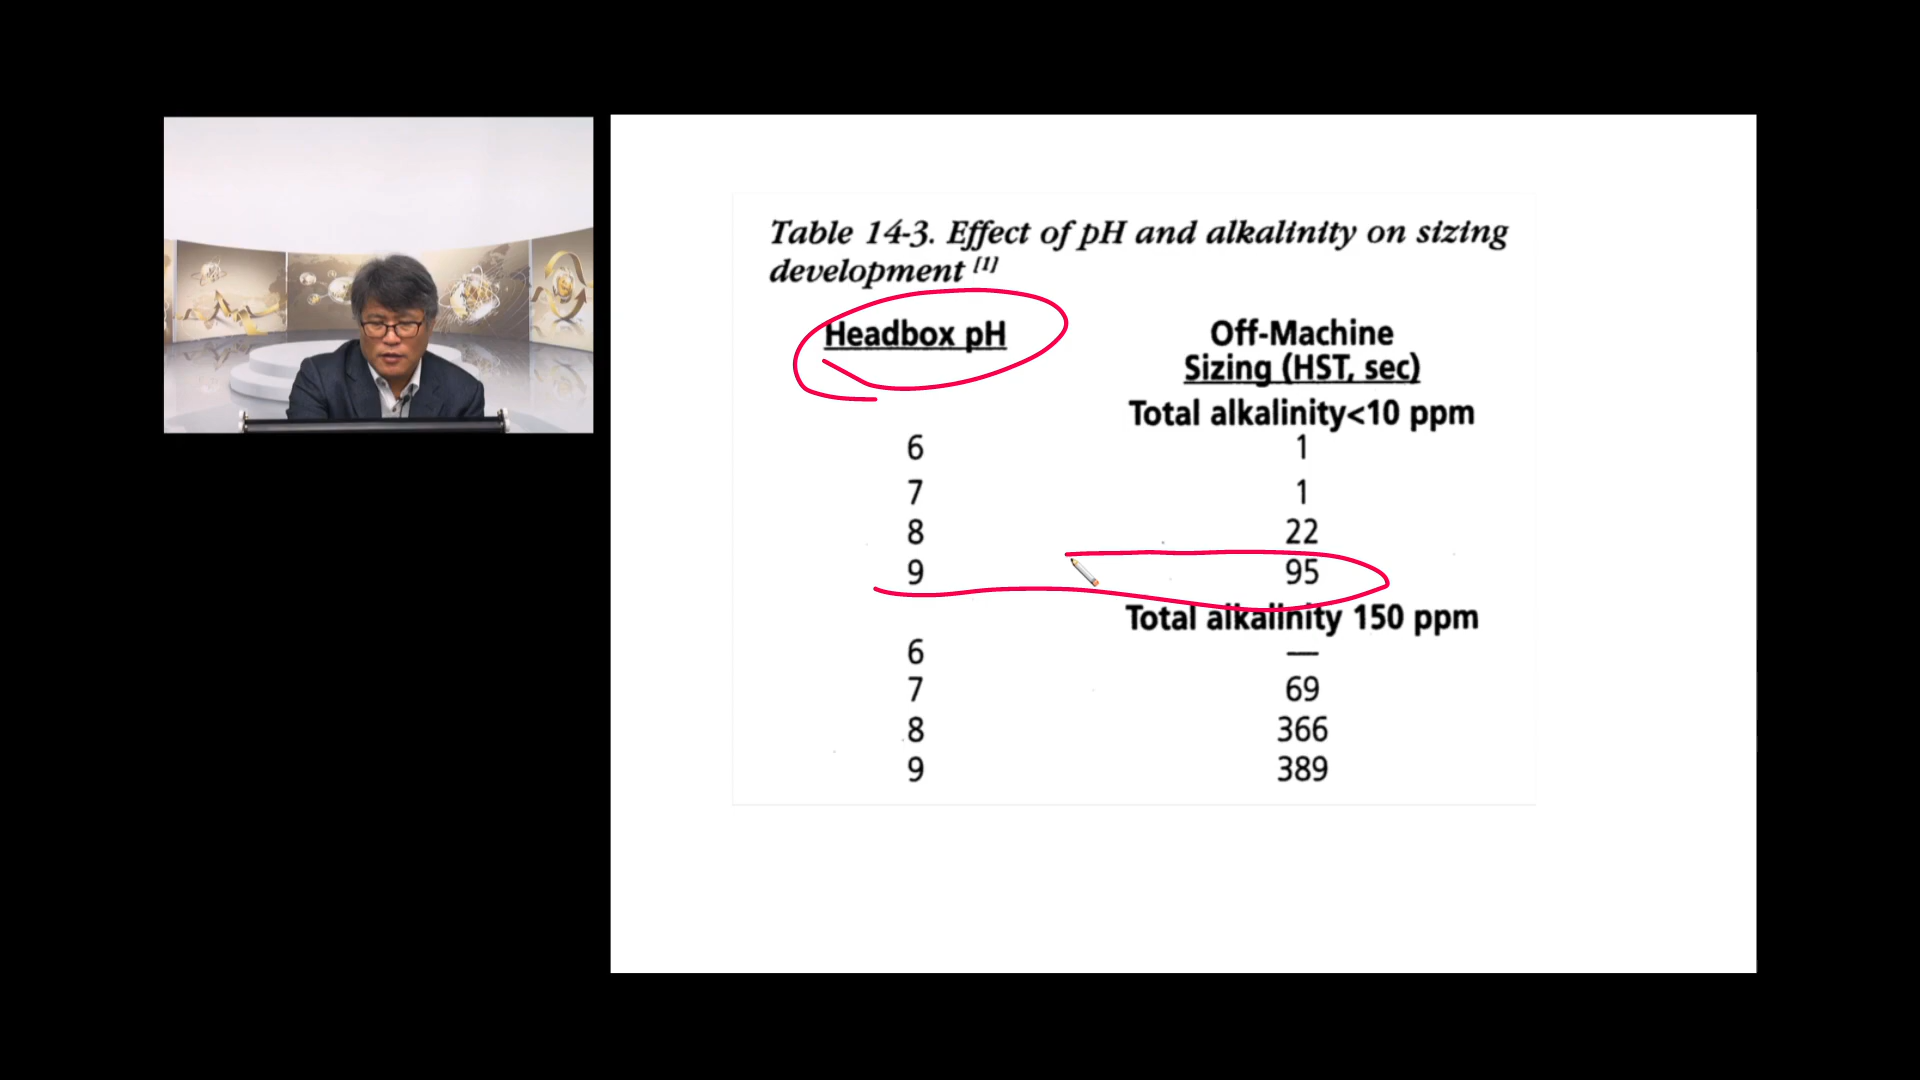 Table 14-3. Effect of pH and alkalinity on sizing
development [1]
Headbox pH
Off-Machine
Sizing (HST, sec)
Total alkalinity<10 ppm
6 1
7 1
8 22
9 95
Total alkalinity 150 ppm
6 —
7 69
8 366
9 389